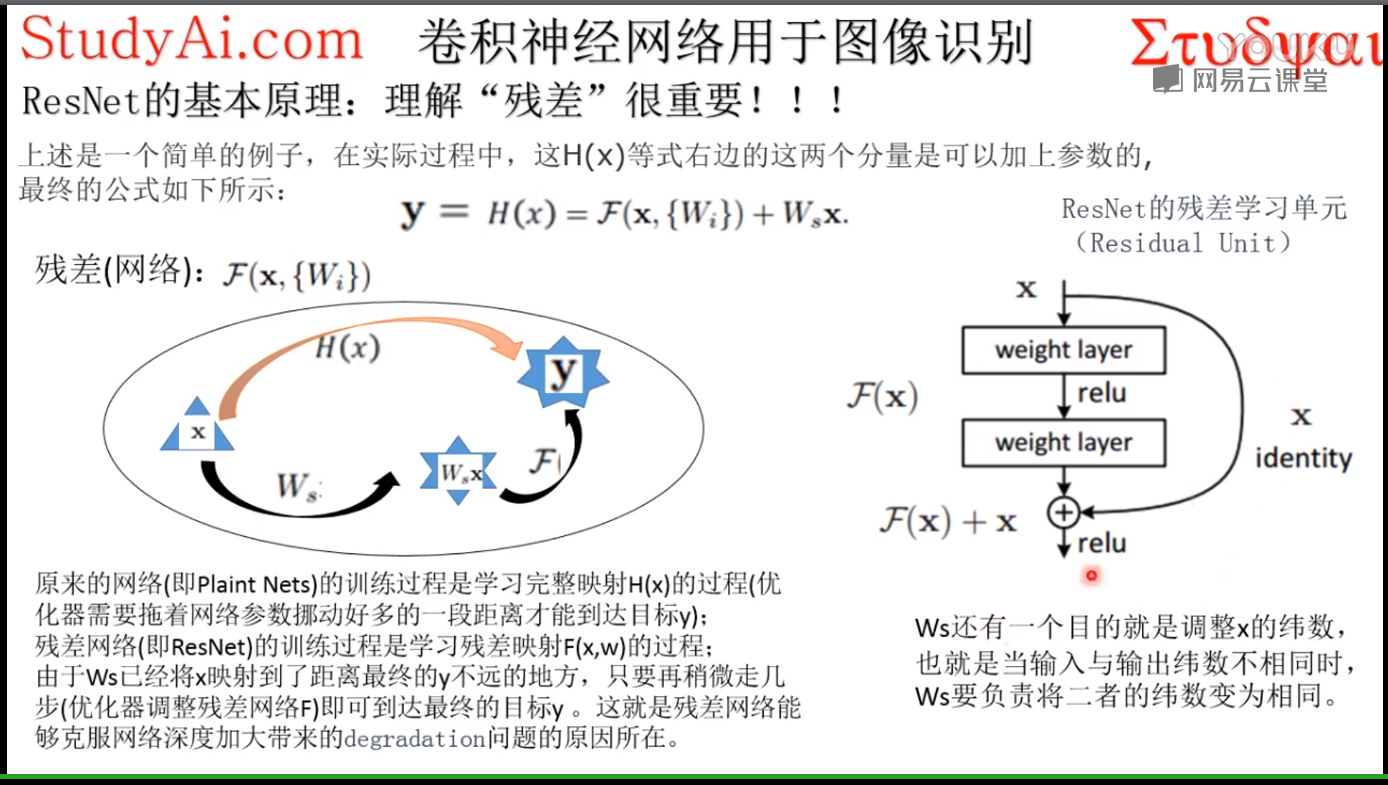 StudyAi.com
卷积神经网络用于图像识别
Στυδψαι
YOUKU
网易云课堂
ResNet的基本原理：理解“残差”很重要！！！
上述是一个简单的例子，在实际过程中，这H(x)等式右边的这两个分量是可以加上参数的，
最终的公式如下所示：
y = H(x) = F(x, {W_i}) + W_s x.
ResNet的残差学习单元
（Residual Unit）
残差(网络)：F(x, {W_i})
H(x)
y
x
W_s
W_s x
F(
x
weight layer
F(x)
relu
weight layer
x
identity
F(x) + x
relu
原来的网络(即Plaint Nets)的训练过程是学习完整映射H(x)的过程(优
化器需要拖着网络参数挪动好多的一段距离才能到达目标y)；
残差网络(即ResNet)的训练过程是学习残差映射F(x,w)的过程；
由于Ws已经将x映射到了距离最终的y不远的地方，只要再稍微走几
步(优化器调整残差网络F)即可到达最终的目标y 。这就是残差网络能
够克服网络深度加大带来的degradation问题的原因所在。
Ws还有一个目的就是调整x的纬数，
也就是当输入与输出纬数不相同时，
Ws要负责将二者的纬数变为相同。